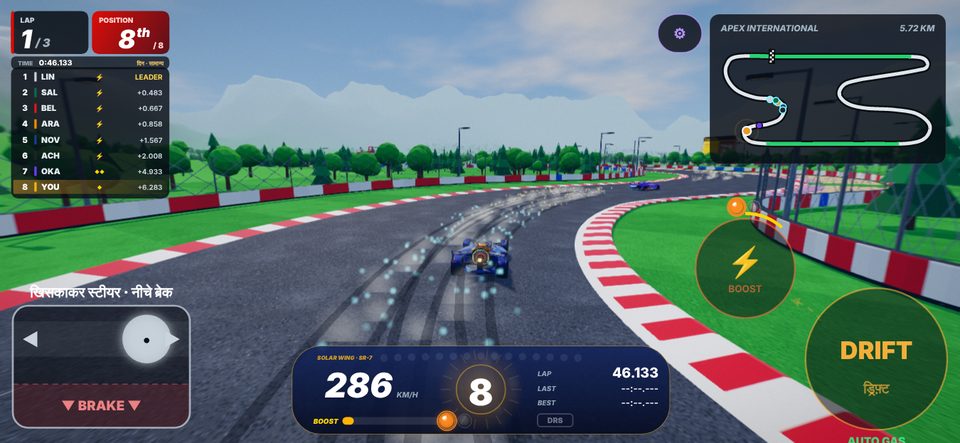 LAP
1 / 3
POSITION
8th / 8
TIME 0:46.133 दिन · सामान्य
1 LIN LEADER
2 SAL +0.483
3 BEL +0.667
4 ARA +0.858
5 NOV +1.567
6 ACH +2.008
7 OKA +4.933
8 YOU +6.283
APEX INTERNATIONAL 5.72 KM
BOOST
DRIFT
ड्रिफ़्ट
AUTO GAS
खिसकाकर स्टीयर · नीचे ब्रेक
▼ BRAKE ▼
SOLAR WING · SR-7
286 KM/H
8
BOOST
LAP 46.133
LAST --:--.---
BEST --:--.---
DRS